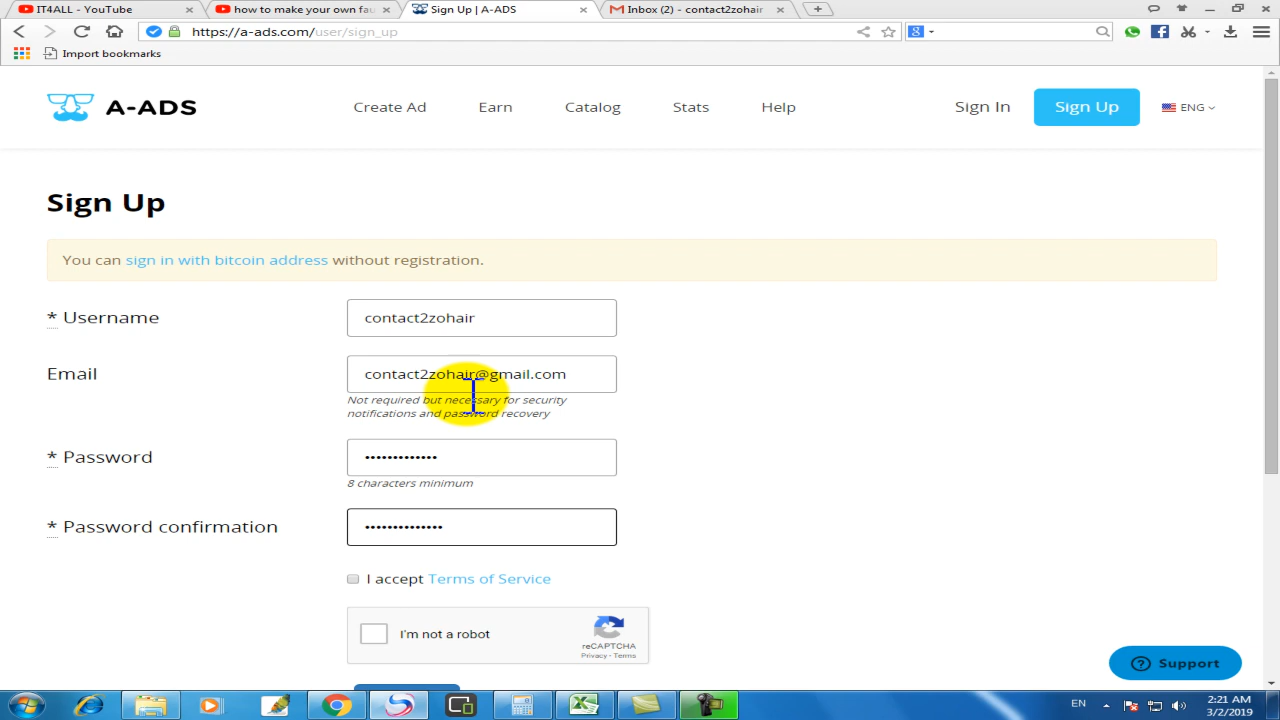 IT4ALL - YouTube
how to make your own fau
Sign Up | A-ADS
Inbox (2) - contact2zohair
https://a-ads.com/user/sign_up
Import bookmarks
A-ADS
Create Ad
Earn
Catalog
Stats
Help
Sign In
Sign Up
ENG
Sign Up
You can sign in with bitcoin address without registration.
* Username
contact2zohair
Email
contact2zohair@gmail.com
Not required but necessary for security
notifications and password recovery
* Password
•••••••••••••
8 characters minimum
* Password confirmation
••••••••••••••
I accept Terms of Service
I'm not a robot
reCAPTCHA
Privacy - Terms
Support
EN
2:21 AM
3/2/2019